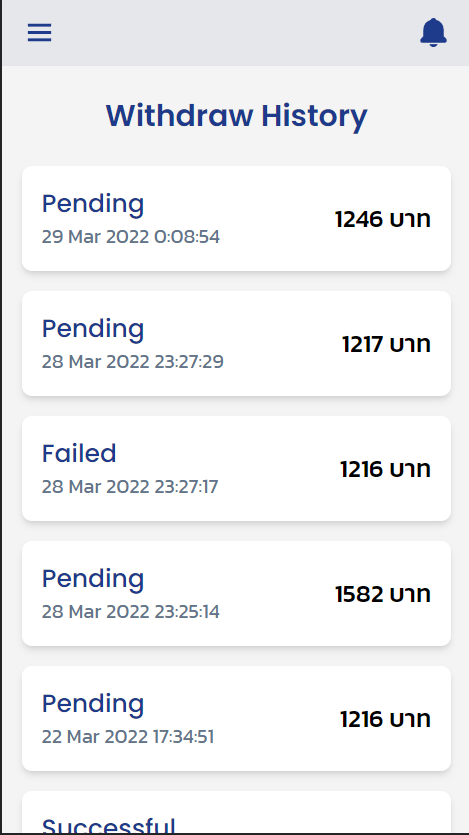 Withdraw History
Pending
29 Mar 2022 0:08:54
1246 บาท
Pending
28 Mar 2022 23:27:29
1217 บาท
Failed
28 Mar 2022 23:27:17
1216 บาท
Pending
28 Mar 2022 23:25:14
1582 บาท
Pending
22 Mar 2022 17:34:51
1216 บาท
Successful